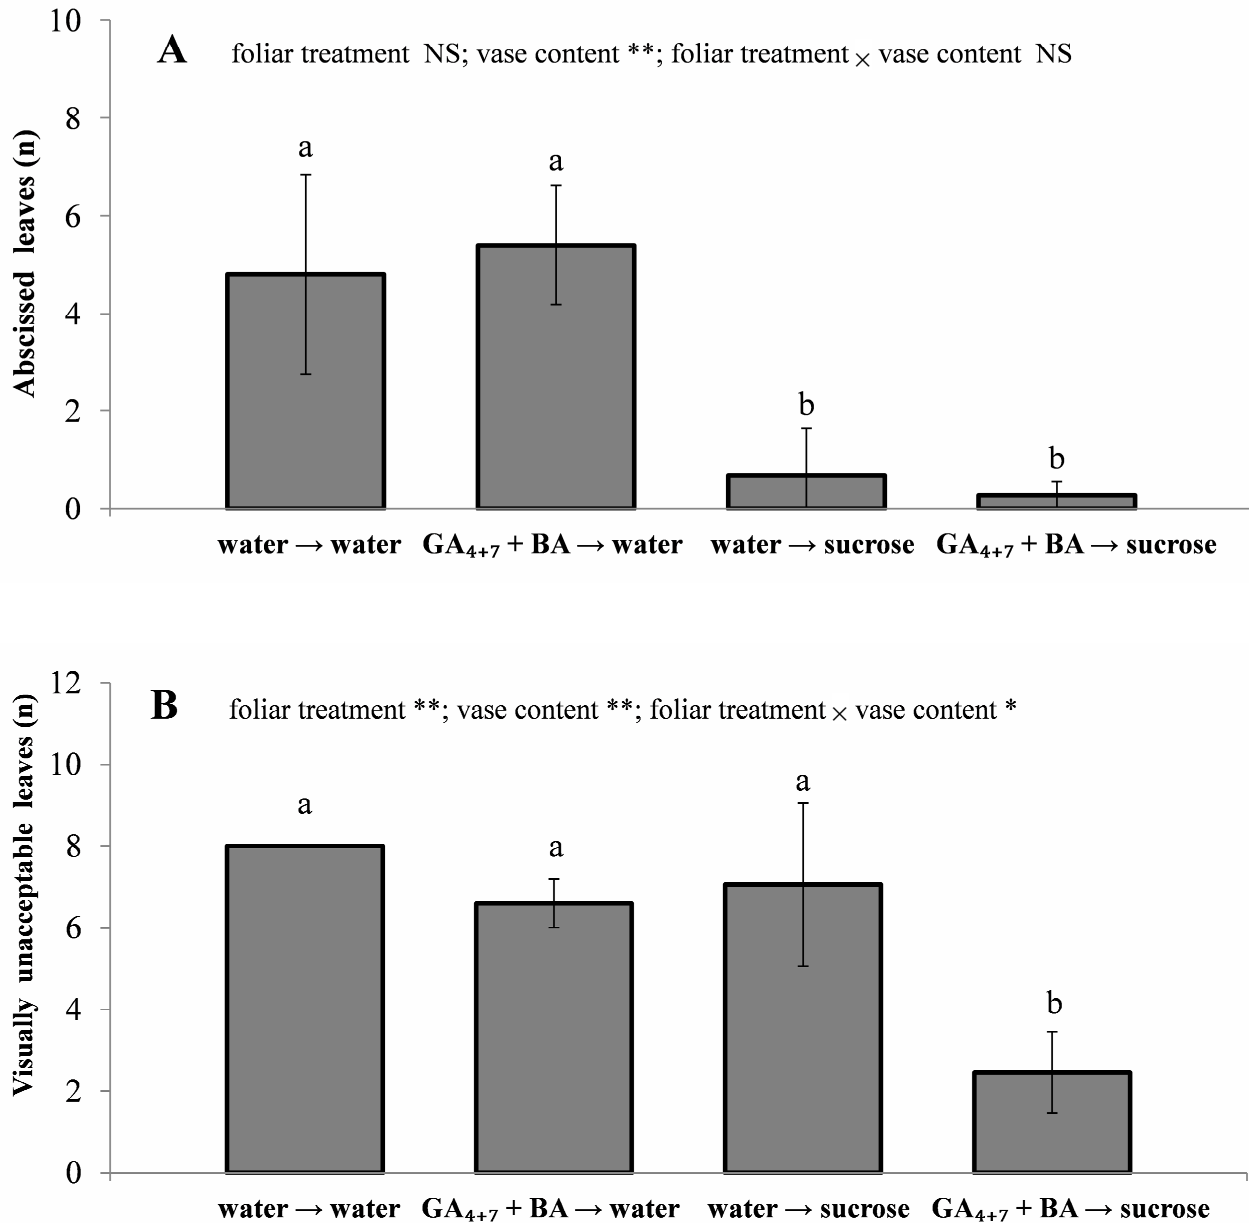 A foliar treatment NS; vase content **; foliar treatment × vase content NS
Abscissed leaves (n)
10
8
6
4
2
0
a
a
b
b
water → water
GA₄₊₇ + BA → water
water → sucrose
GA₄₊₇ + BA → sucrose
B foliar treatment **; vase content **; foliar treatment × vase content *
Visually unacceptable leaves (n)
12
10
8
6
4
2
0
a
a
a
b
water → water
GA₄₊₇ + BA → water
water → sucrose
GA₄₊₇ + BA → sucrose